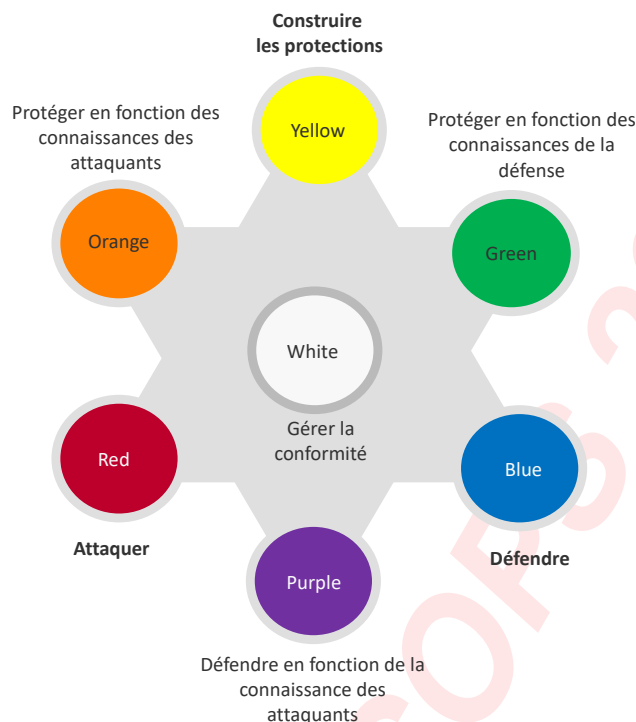 Construire
les protections
Yellow
Protéger en fonction des
connaissances des
attaquants
Orange
Protéger en fonction des
connaissances de la
défense
Green
White
Gérer la
conformité
Red
Attaquer
Blue
Défendre
Purple
Défendre en fonction de la
connaissance des
attaquants